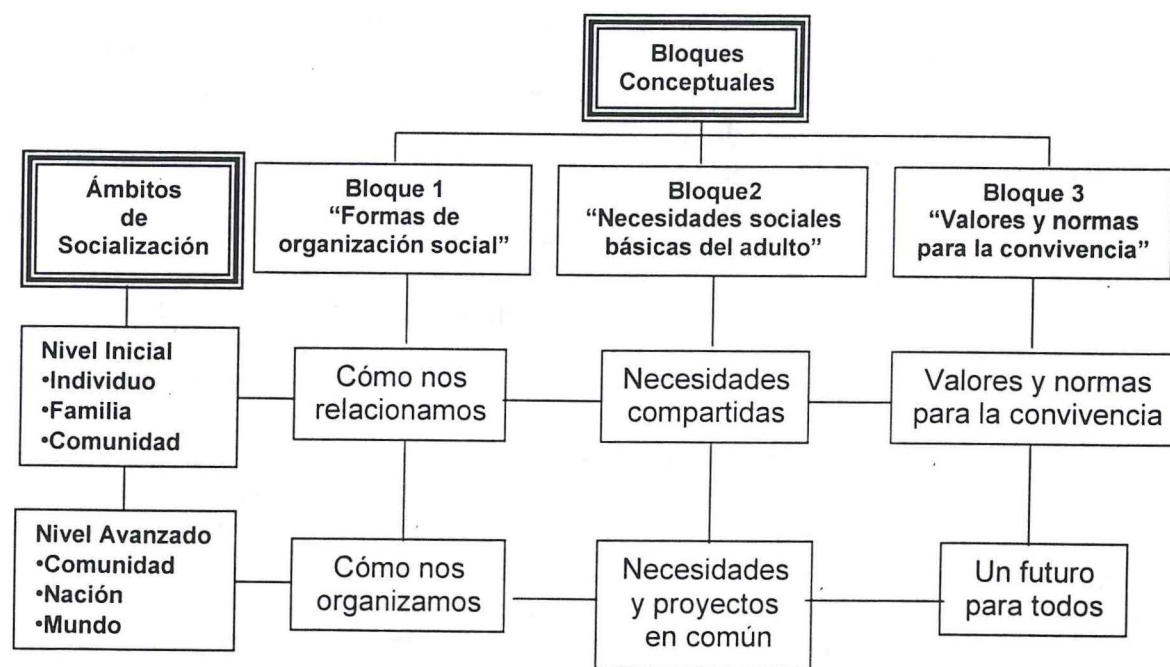 Bloques
Conceptuales
Ámbitos
de
Socialización
Bloque 1
“Formas de
organización social”
Bloque2
“Necesidades sociales
básicas del adulto”
Bloque 3
“Valores y normas
para la convivencia”
Nivel Inicial
•Individuo
•Familia
•Comunidad
Cómo nos
relacionamos
Necesidades
compartidas
Valores y normas
para la convivencia
Nivel Avanzado
•Comunidad
•Nación
•Mundo
Cómo nos
organizamos
Necesidades
y proyectos
en común
Un futuro
para todos